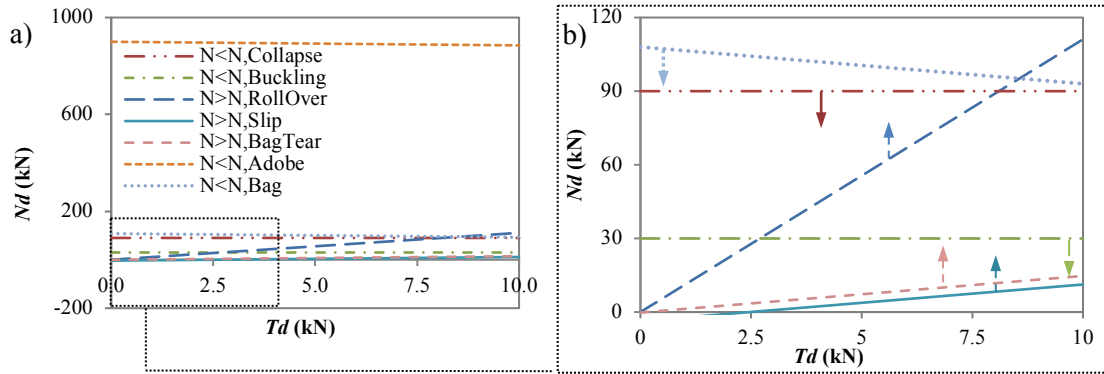 a)
1000
600
200
-200
Nd (kN)
N<N,Collapse
N<N,Buckling
N>N,RollOver
N>N,Slip
N>N,BagTear
N<N,Adobe
N<N,Bag
0.0 2.5 5.0 7.5 10.0
Td (kN)
b)
120
90
60
30
0
Nd (kN)
0 2.5 5 7.5 10
Td (kN)